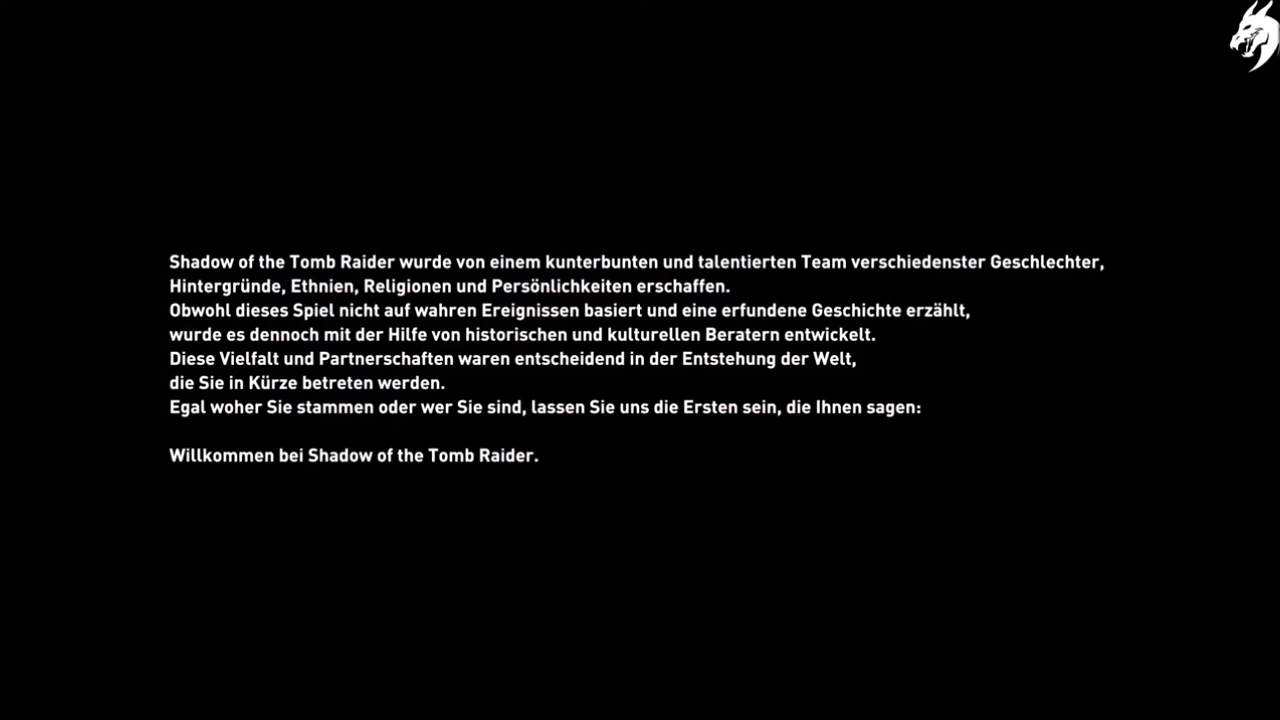 Shadow of the Tomb Raider wurde von einem kunterbunten und talentierten Team verschiedenster Geschlechter,
Hintergründe, Ethnien, Religionen und Persönlichkeiten erschaffen.
Obwohl dieses Spiel nicht auf wahren Ereignissen basiert und eine erfundene Geschichte erzählt,
wurde es dennoch mit der Hilfe von historischen und kulturellen Beratern entwickelt.
Diese Vielfalt und Partnerschaften waren entscheidend in der Entstehung der Welt,
die Sie in Kürze betreten werden.
Egal woher Sie stammen oder wer Sie sind, lassen Sie uns die Ersten sein, die Ihnen sagen:
Willkommen bei Shadow of the Tomb Raider.